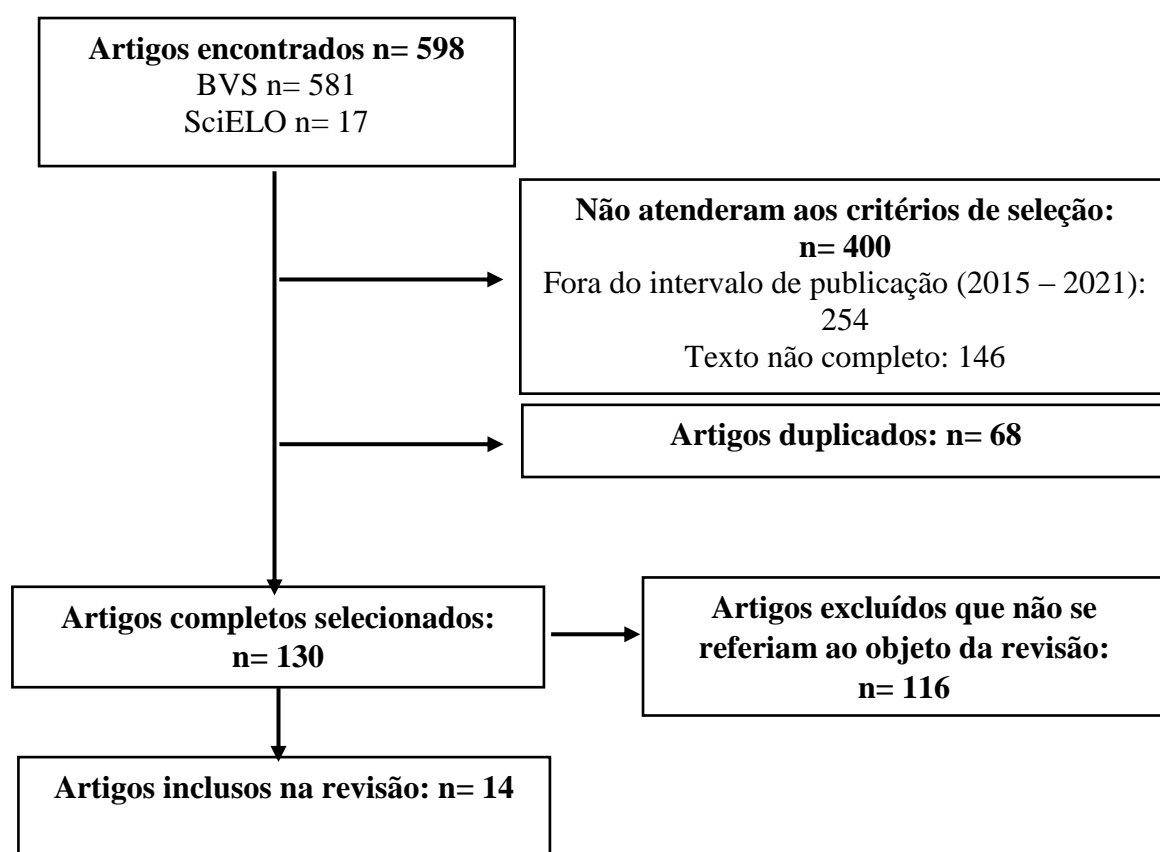 Artigos encontrados n= 598
BVS n= 581
SciELO n= 17
Não atenderam aos critérios de seleção:
n= 400
Fora do intervalo de publicação (2015 – 2021):
254
Texto não completo: 146
Artigos duplicados: n= 68
Artigos completos selecionados:
n= 130
Artigos excluídos que não se
referiam ao objeto da revisão:
n= 116
Artigos inclusos na revisão: n= 14